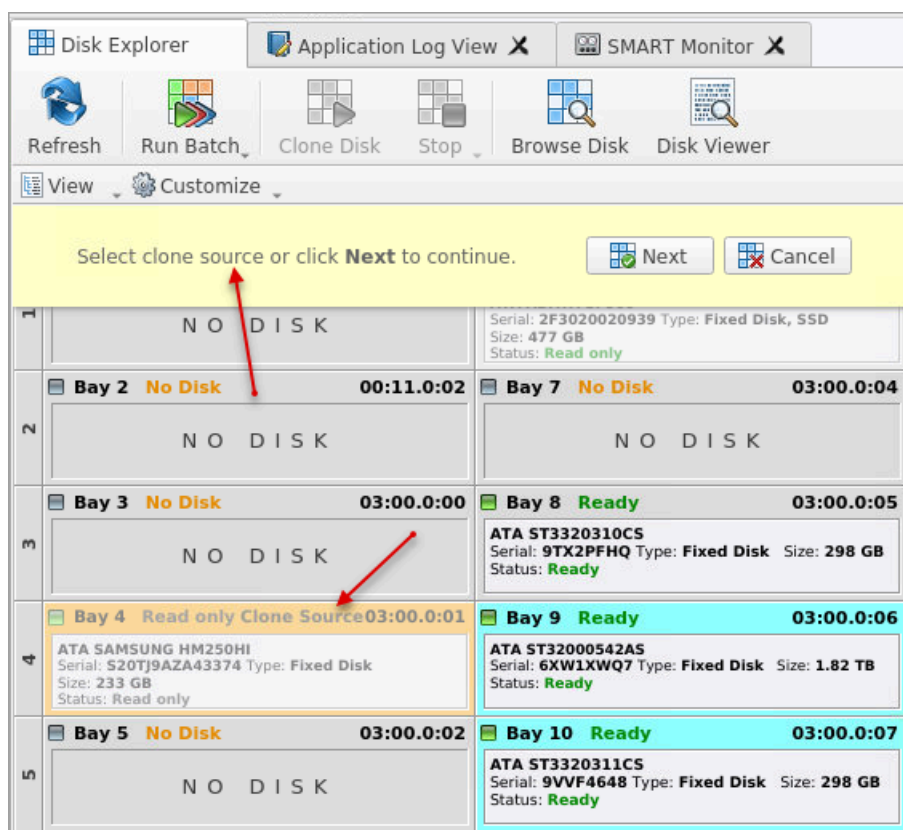 Disk Explorer
Application Log View
SMART Monitor
Refresh
Run Batch
Clone Disk
Stop
Browse Disk
Disk Viewer
View
Customize
Select clone source or click Next to continue.
Next
Cancel
1
NO DISK
Serial: 2F3020020939 Type: Fixed Disk, SSD
Size: 477 GB
Status: Read only
2
Bay 2 No Disk 00:11.0:02
NO DISK
Bay 7 No Disk 03:00.0:04
NO DISK
3
Bay 3 No Disk 03:00.0:00
NO DISK
Bay 8 Ready 03:00.0:05
ATA ST3320310CS
Serial: 9TX2PFHQ Type: Fixed Disk Size: 298 GB
Status: Ready
4
Bay 4 Read only Clone Source03:00.0:01
ATA SAMSUNG HM250HI
Serial: S20TJ9AZA43374 Type: Fixed Disk
Size: 233 GB
Status: Read only
Bay 9 Ready 03:00.0:06
ATA ST32000542AS
Serial: 6XW1XWQ7 Type: Fixed Disk Size: 1.82 TB
Status: Ready
5
Bay 5 No Disk 03:00.0:02
NO DISK
Bay 10 Ready 03:00.0:07
ATA ST3320311CS
Serial: 9VVF4648 Type: Fixed Disk Size: 298 GB
Status: Ready